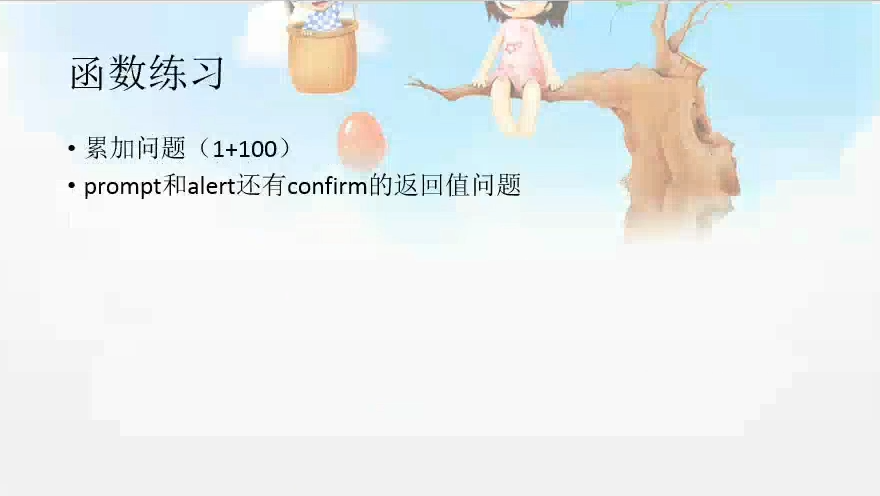 函数练习
• 累加问题（1+100）
• prompt和alert还有confirm的返回值问题